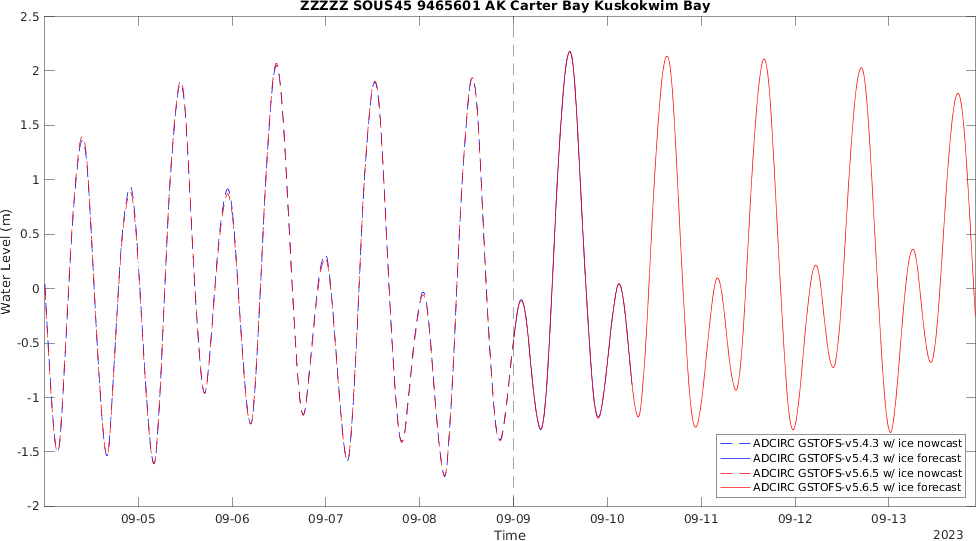 ZZZZZ SOUS45 9465601 AK Carter Bay Kuskokwim Bay
2.5
2
1.5
1
0.5
0
-0.5
-1
-1.5
-2
Water Level (m)
09-05 09-06 09-07 09-08 09-09 09-10 09-11 09-12 09-13
Time
2023
ADCIRC GSTOFS-v5.4.3 w/ ice nowcast
ADCIRC GSTOFS-v5.4.3 w/ ice forecast
ADCIRC GSTOFS-v5.6.5 w/ ice nowcast
ADCIRC GSTOFS-v5.6.5 w/ ice forecast